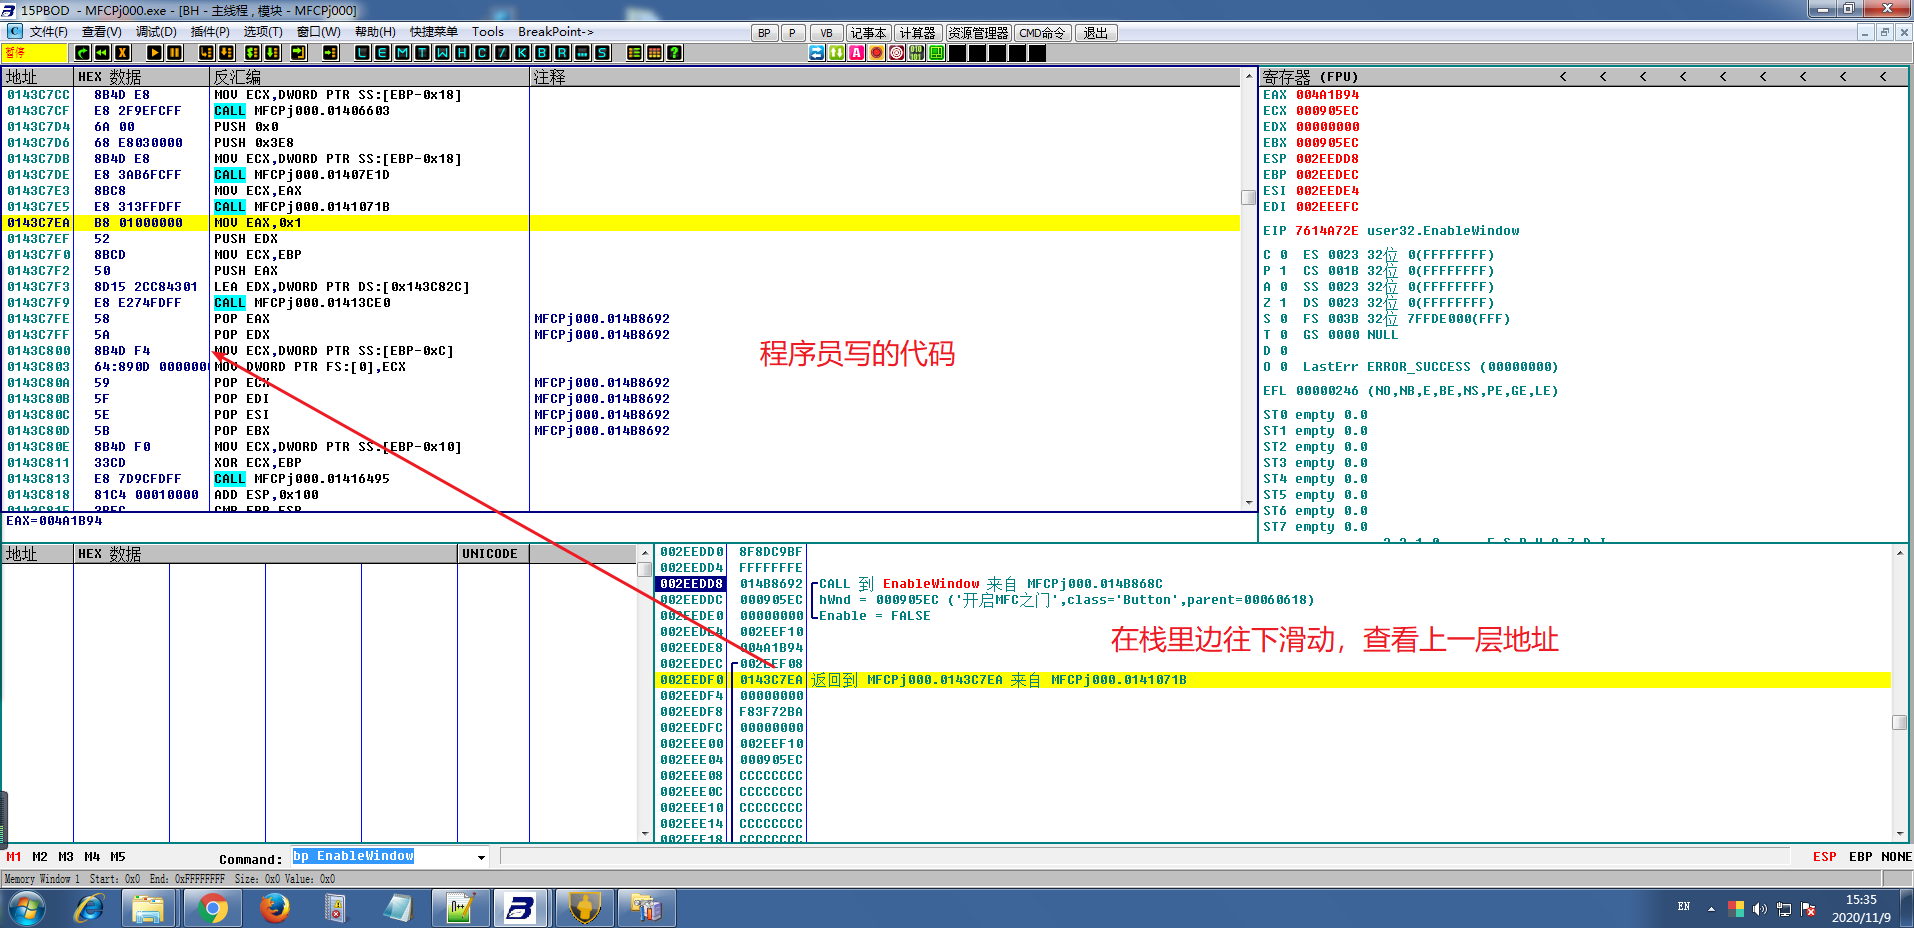 15PBOD - MFCPj000.exe - [BH - 主线程 , 模块 - MFCPj000]
文件(F) 查看(V) 调试(D) 插件(P) 选项(T) 窗口(W) 帮助(H) 快捷菜单 Tools BreakPoint-> BP P VB 记事本 计算器 资源管理器 CMD命令 退出
暂停 L E M T W H C / K B R ... S ?
地址 HEX 数据 反汇编 注释
0143C7CC 8B4D E8 MOV ECX,DWORD PTR SS:[EBP-0x18]
0143C7CF E8 2F9EFCFF CALL MFCPj000.01406603
0143C7D4 6A 00 PUSH 0x0
0143C7D6 68 E8030000 PUSH 0x3E8
0143C7DB 8B4D E8 MOV ECX,DWORD PTR SS:[EBP-0x18]
0143C7DE E8 3AB6FCFF CALL MFCPj000.01407E1D
0143C7E3 8BC8 MOV ECX,EAX
0143C7E5 E8 313FFDFF CALL MFCPj000.0141071B
0143C7EA B8 01000000 MOV EAX,0x1
0143C7EF 52 PUSH EDX
0143C7F0 8BCD MOV ECX,EBP
0143C7F2 50 PUSH EAX
0143C7F3 8D15 2CC84301 LEA EDX,DWORD PTR DS:[0x143C82C]
0143C7F9 E8 E274FDFF CALL MFCPj000.01413CE0
0143C7FE 58 POP EAX MFCPj000.014B8692
0143C7FF 5A POP EDX MFCPj000.014B8692
0143C800 8B4D F4 MOV ECX,DWORD PTR SS:[EBP-0xC]
0143C803 64:890D 0000000 MOV DWORD PTR FS:[0],ECX
0143C80A 59 POP ECX MFCPj000.014B8692
0143C80B 5F POP EDI MFCPj000.014B8692
0143C80C 5E POP ESI MFCPj000.014B8692
0143C80D 5B POP EBX MFCPj000.014B8692
0143C80E 8B4D F0 MOV ECX,DWORD PTR SS:[EBP-0x10]
0143C811 33CD XOR ECX,EBP
0143C813 E8 7D9CFDFF CALL MFCPj000.01416495
0143C818 81C4 00010000 ADD ESP,0x100
程序员写的代码
EAX=004A1B94
寄存器 (FPU) < < < < < < < < <
EAX 004A1B94
ECX 000905EC
EDX 00000000
EBX 000905EC
ESP 002EEDD8
EBP 002EEDEC
ESI 002EEDE4
EDI 002EEEFC
EIP 7614A72E user32.EnableWindow
C 0 ES 0023 32位 0(FFFFFFFF)
P 1 CS 001B 32位 0(FFFFFFFF)
A 0 SS 0023 32位 0(FFFFFFFF)
Z 1 DS 0023 32位 0(FFFFFFFF)
S 0 FS 003B 32位 7FFDE000(FFF)
T 0 GS 0000 NULL
D 0
O 0 LastErr ERROR_SUCCESS (00000000)
EFL 00000246 (NO,NB,E,BE,NS,PE,GE,LE)
ST0 empty 0.0
ST1 empty 0.0
ST2 empty 0.0
ST3 empty 0.0
ST4 empty 0.0
ST5 empty 0.0
ST6 empty 0.0
ST7 empty 0.0
地址 HEX 数据 UNICODE
002EEDD0 8F8DC9BF
002EEDD4 FFFFFFFE
002EEDD8 014B8692 CALL 到 EnableWindow 来自 MFCPj000.014B868C
002EEDDC 000905EC hWnd = 000905EC ('开启MFC之门',class='Button',parent=00060618)
002EEDE0 00000000 Enable = FALSE
002EEDE4 002EEF10
002EEDE8 004A1B94
002EEDEC 002EEF08
002EEDF0 0143C7EA 返回到 MFCPj000.0143C7EA 来自 MFCPj000.0141071B
002EEDF4 00000000
002EEDF8 F83F72BA
002EEDFC 00000000
002EEE00 002EEF10
002EEE04 000905EC
002EEE08 CCCCCCCC
002EEE0C CCCCCCCC
002EEE10 CCCCCCCC
002EEE14 CCCCCCCC
002EEE18 CCCCCCCC
在栈里边往下滑动，查看上一层地址
M1 M2 M3 M4 M5 Command: bp EnableWindow ESP EBP NONE
Memory Window 1 Start: 0x0 End: 0xFFFFFFFF Size: 0x0 Value: 0x0
EN 15:35
2020/11/9